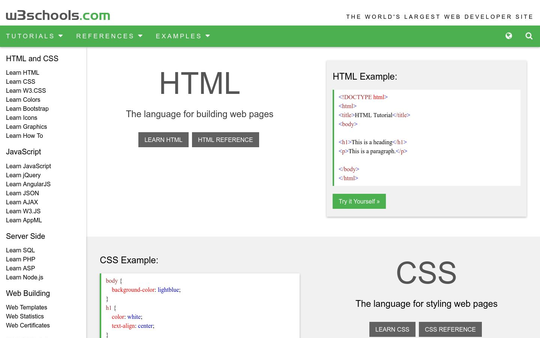 w3schools.com
THE WORLD'S LARGEST WEB DEVELOPER SITE
TUTORIALS REFERENCES EXAMPLES
HTML and CSS
Learn HTML
Learn CSS
Learn W3.CSS
Learn Colors
Learn Bootstrap
Learn Icons
Learn Graphics
Learn How To
JavaScript
Learn JavaScript
Learn jQuery
Learn AngularJS
Learn JSON
Learn AJAX
Learn W3.JS
Learn AppML
Server Side
Learn SQL
Learn PHP
Learn ASP
Learn Node.js
Web Building
Web Templates
Web Statistics
Web Certificates
HTML
The language for building web pages
LEARN HTML HTML REFERENCE
HTML Example:
<!DOCTYPE html>
<html>
<title>HTML Tutorial</title>
<body>
<h1>This is a heading</h1>
<p>This is a paragraph.</p>
</body>
</html>
Try it Yourself »
CSS Example:
body {
background-color: lightblue;
}
h1 {
color: white;
text-align: center;
}
CSS
The language for styling web pages
LEARN CSS CSS REFERENCE